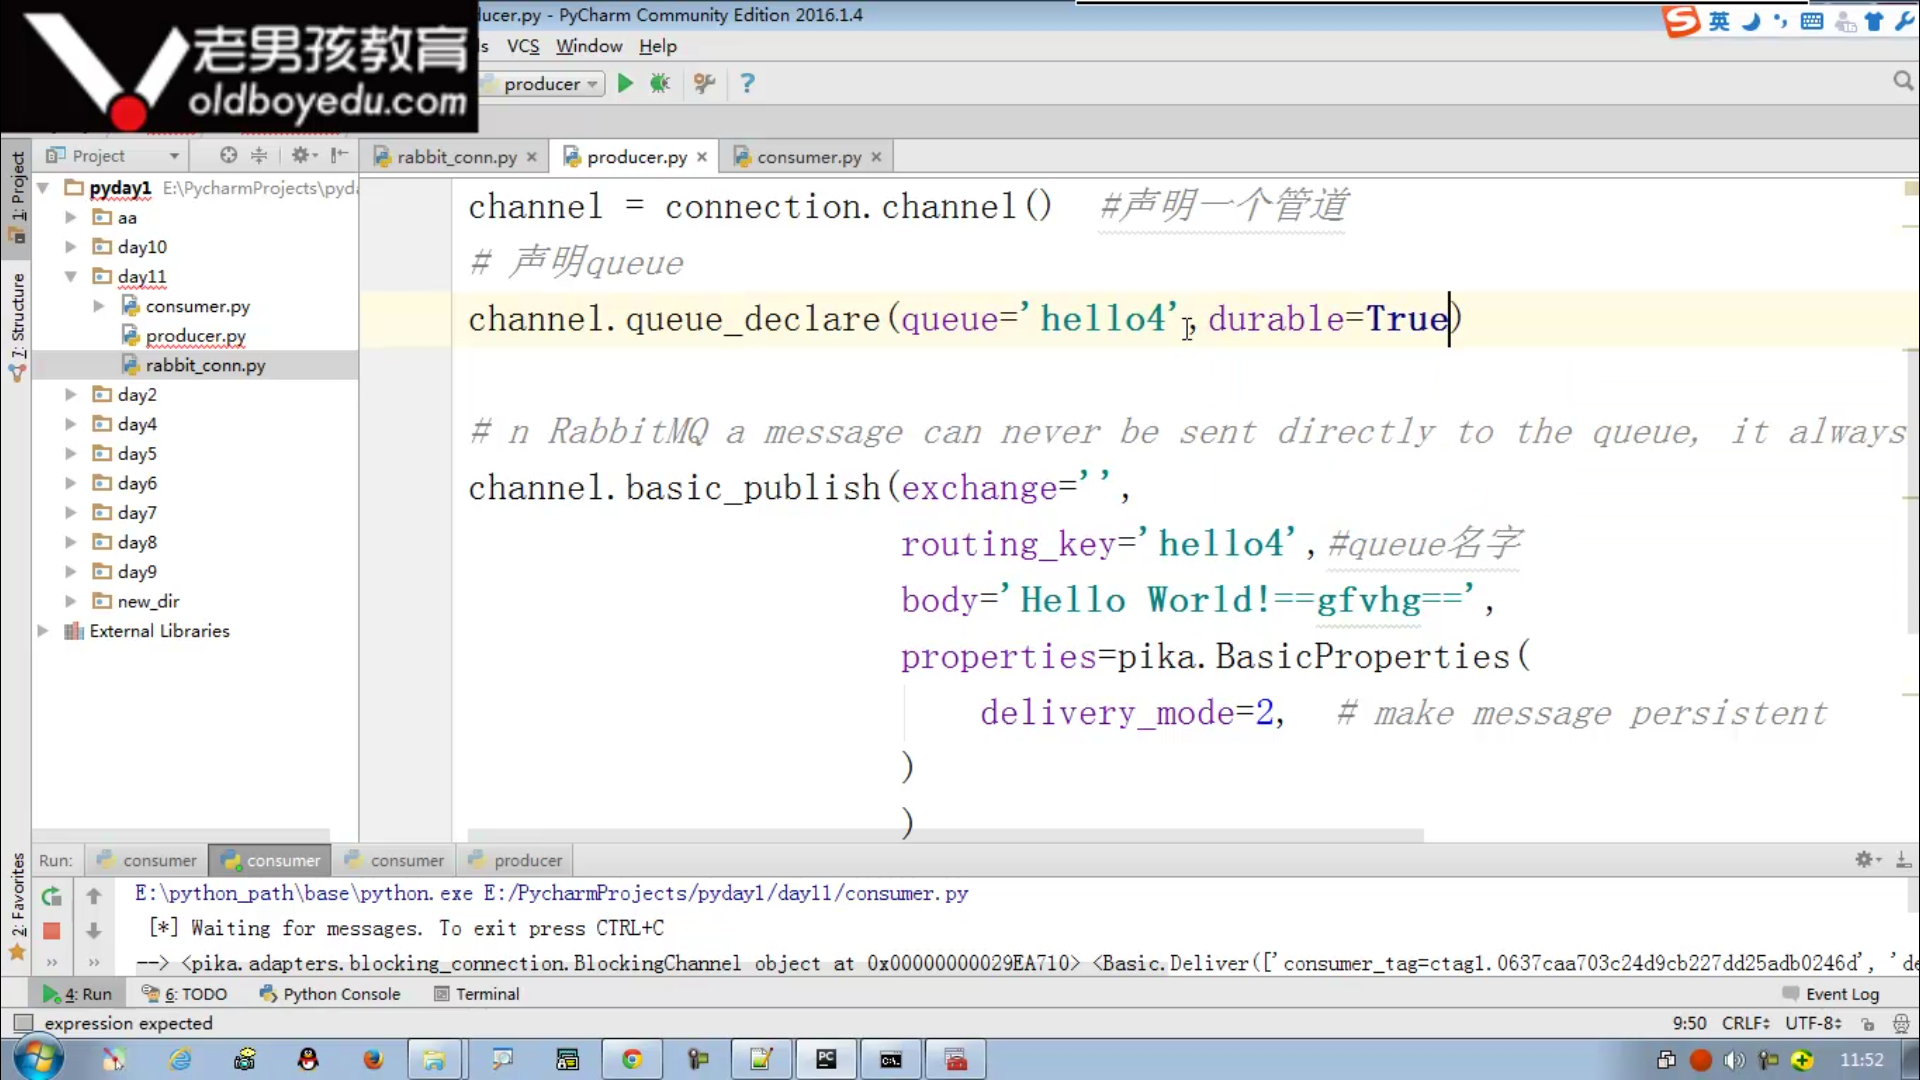 老男孩教育
oldboyedu.com
ducer.py - PyCharm Community Edition 2016.1.4
英
ls VCS Window Help
producer
?
1: Project
7: Structure
2: Favorites
Project
rabbit_conn.py
producer.py
consumer.py
pyday1 E:\PycharmProjects\pyda
aa
day10
day11
consumer.py
producer.py
rabbit_conn.py
day2
day4
day5
day6
day7
day8
day9
new_dir
External Libraries
channel = connection.channel() #声明一个管道
# 声明queue
channel.queue_declare(queue='hello4',durable=True)
# n RabbitMQ a message can never be sent directly to the queue, it always
channel.basic_publish(exchange='',
routing_key='hello4',#queue名字
body='Hello World!==gfvhg==',
properties=pika.BasicProperties(
delivery_mode=2, # make message persistent
)
)
Run: consumer consumer consumer producer
E:\python_path\base\python.exe E:/PycharmProjects/pyday1/day11/consumer.py
[*] Waiting for messages. To exit press CTRL+C
--> <pika.adapters.blocking_connection.BlockingChannel object at 0x00000000029EA710> <Basic.Deliver(['consumer_tag=ctag1.0637caa703c24d9cb227dd25adb0246d', 'de
4: Run 6: TODO Python Console Terminal Event Log
expression expected 9:50 CRLF UTF-8
11:52